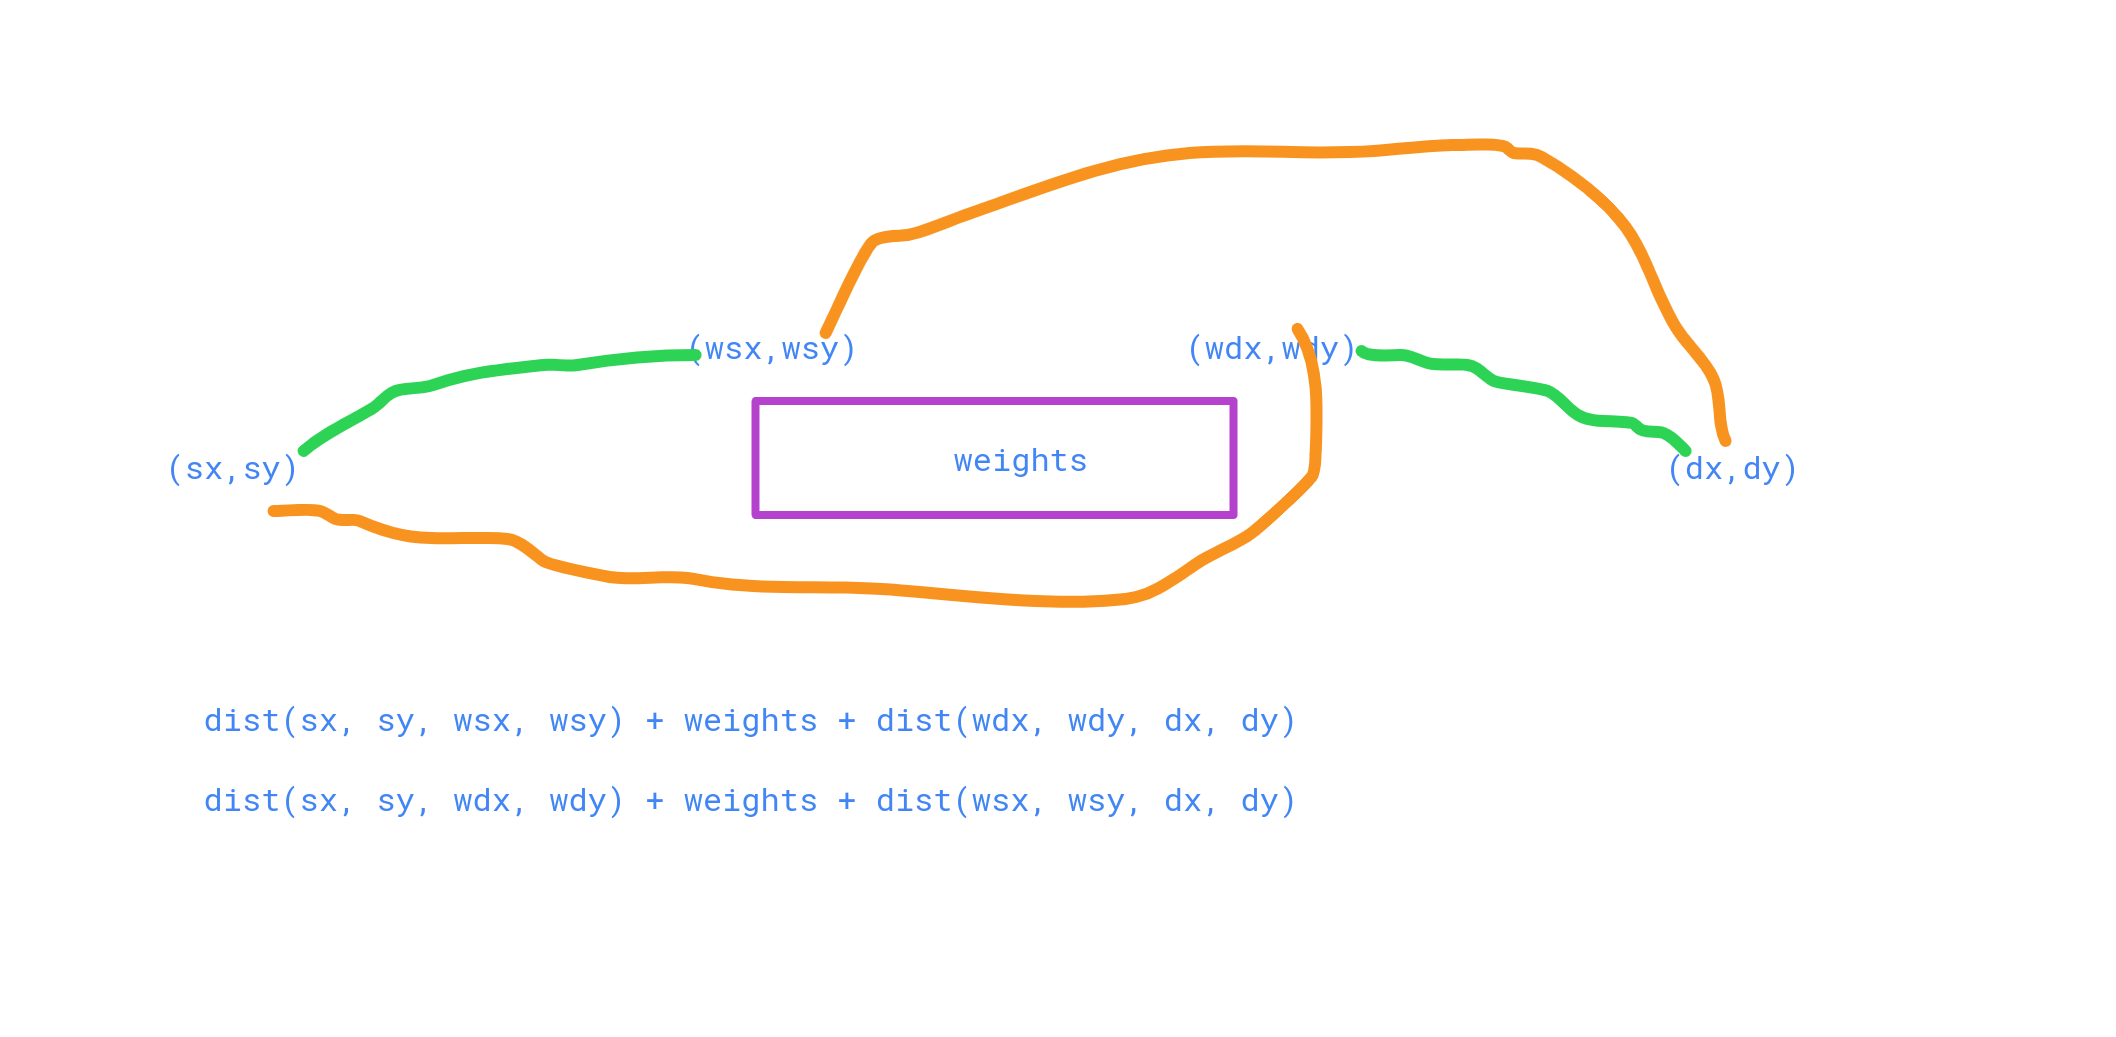 (wsx,wsy) (wdx,wdy)
(sx,sy) weights (dx,dy)
dist(sx, sy, wsx, wsy) + weights + dist(wdx, wdy, dx, dy)
dist(sx, sy, wdx, wdy) + weights + dist(wsx, wsy, dx, dy)